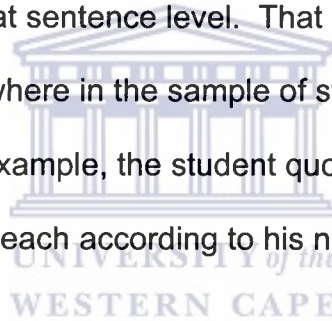 at sentence level. That
where in the sample of s
example, the student quo
each according to his n
UNIVERSITY of the
WESTERN CAPE